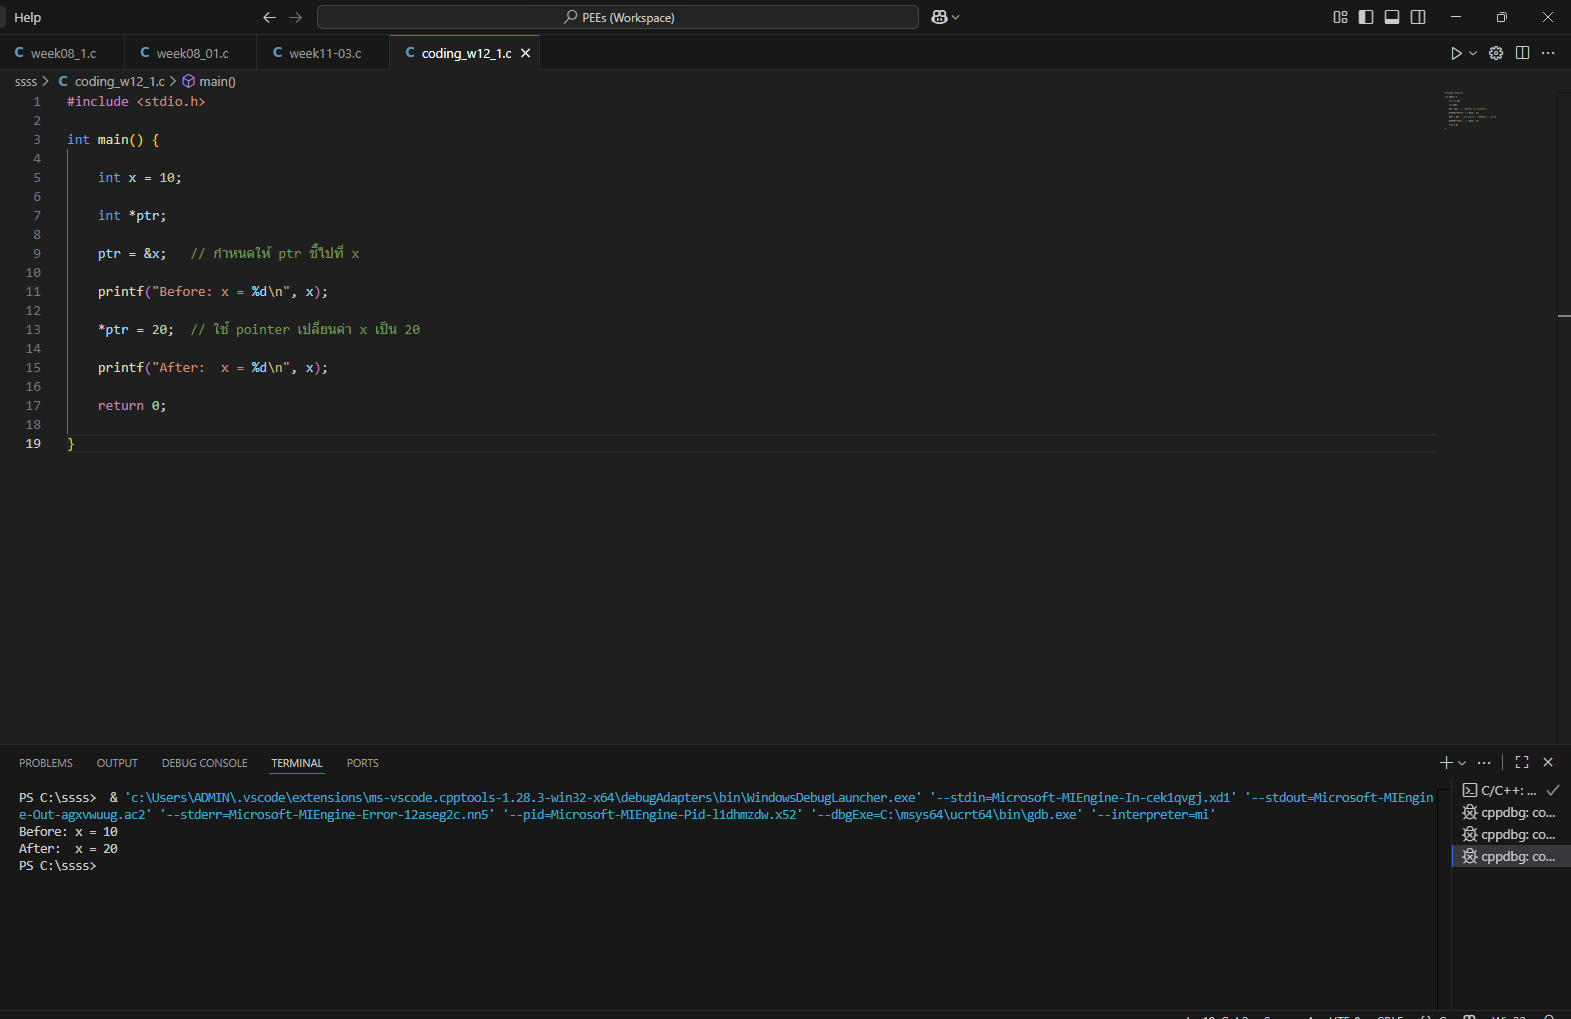 Help
PEEs (Workspace)
C week08_1.c C week08_01.c C week11-03.c C coding_w12_1.c
ssss > C coding_w12_1.c > main()
1 #include <stdio.h>
2
3 int main() {
4
5 int x = 10;
6
7 int *ptr;
8
9 ptr = &x; // กำหนดให้ ptr ชี้ไปที่ x
10
11 printf("Before: x = %d\n", x);
12
13 *ptr = 20; // ใช้ pointer เปลี่ยนค่า x เป็น 20
14
15 printf("After:  x = %d\n", x);
16
17 return 0;
18
19 }
PROBLEMS OUTPUT DEBUG CONSOLE TERMINAL PORTS
PS C:\ssss>  & 'c:\Users\ADMIN\.vscode\extensions\ms-vscode.cpptools-1.28.3-win32-x64\debugAdapters\bin\WindowsDebugLauncher.exe' '--stdin=Microsoft-MIEngine-In-cek1qvgj.xd1' '--stdout=Microsoft-MIEngin
e-Out-agxvwuug.ac2' '--stderr=Microsoft-MIEngine-Error-12aseg2c.nn5' '--pid=Microsoft-MIEngine-Pid-l1dhmzdw.x52' '--dbgExe=C:\msys64\ucrt64\bin\gdb.exe' '--interpreter=mi'
Before: x = 10
After:  x = 20
PS C:\ssss>
C/C++: ...
cppdbg: co...
cppdbg: co...
cppdbg: co...